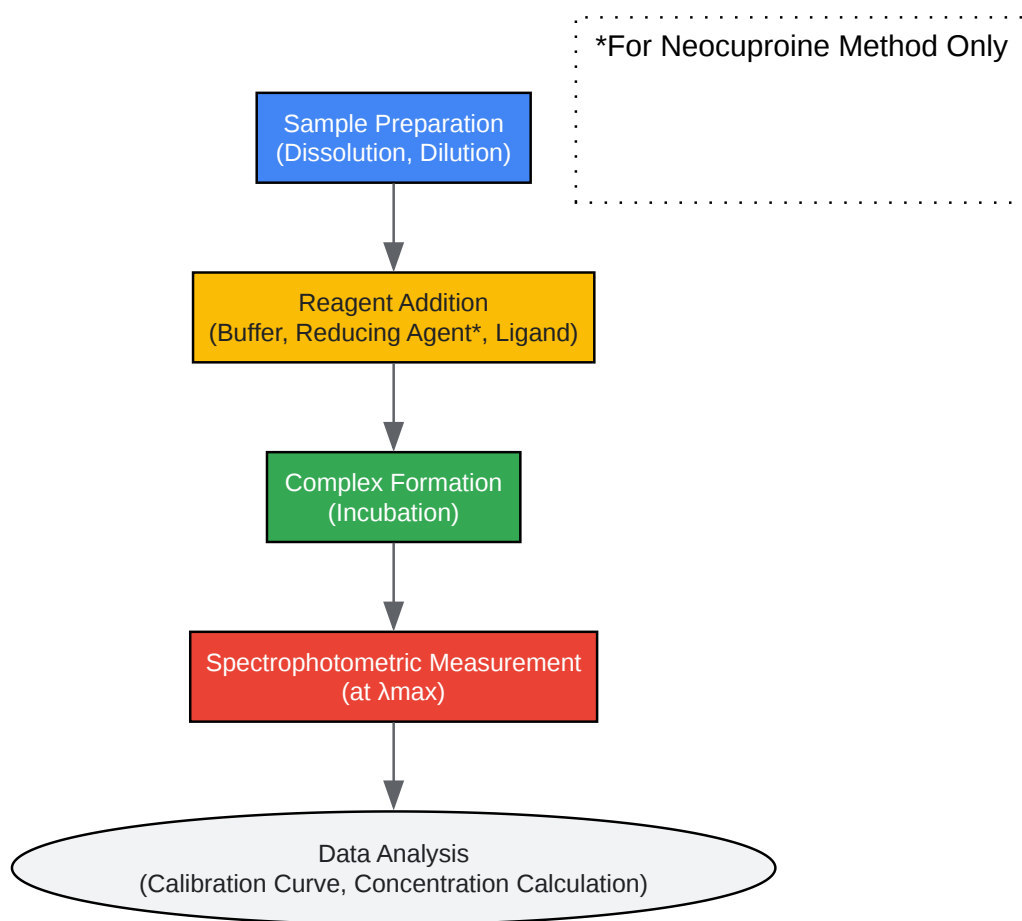 *For Neocuproine Method Only
Sample Preparation
(Dissolution, Dilution)
Reagent Addition
(Buffer, Reducing Agent*, Ligand)
Complex Formation
(Incubation)
Spectrophotometric Measurement
(at λmax)
Data Analysis
(Calibration Curve, Concentration Calculation)